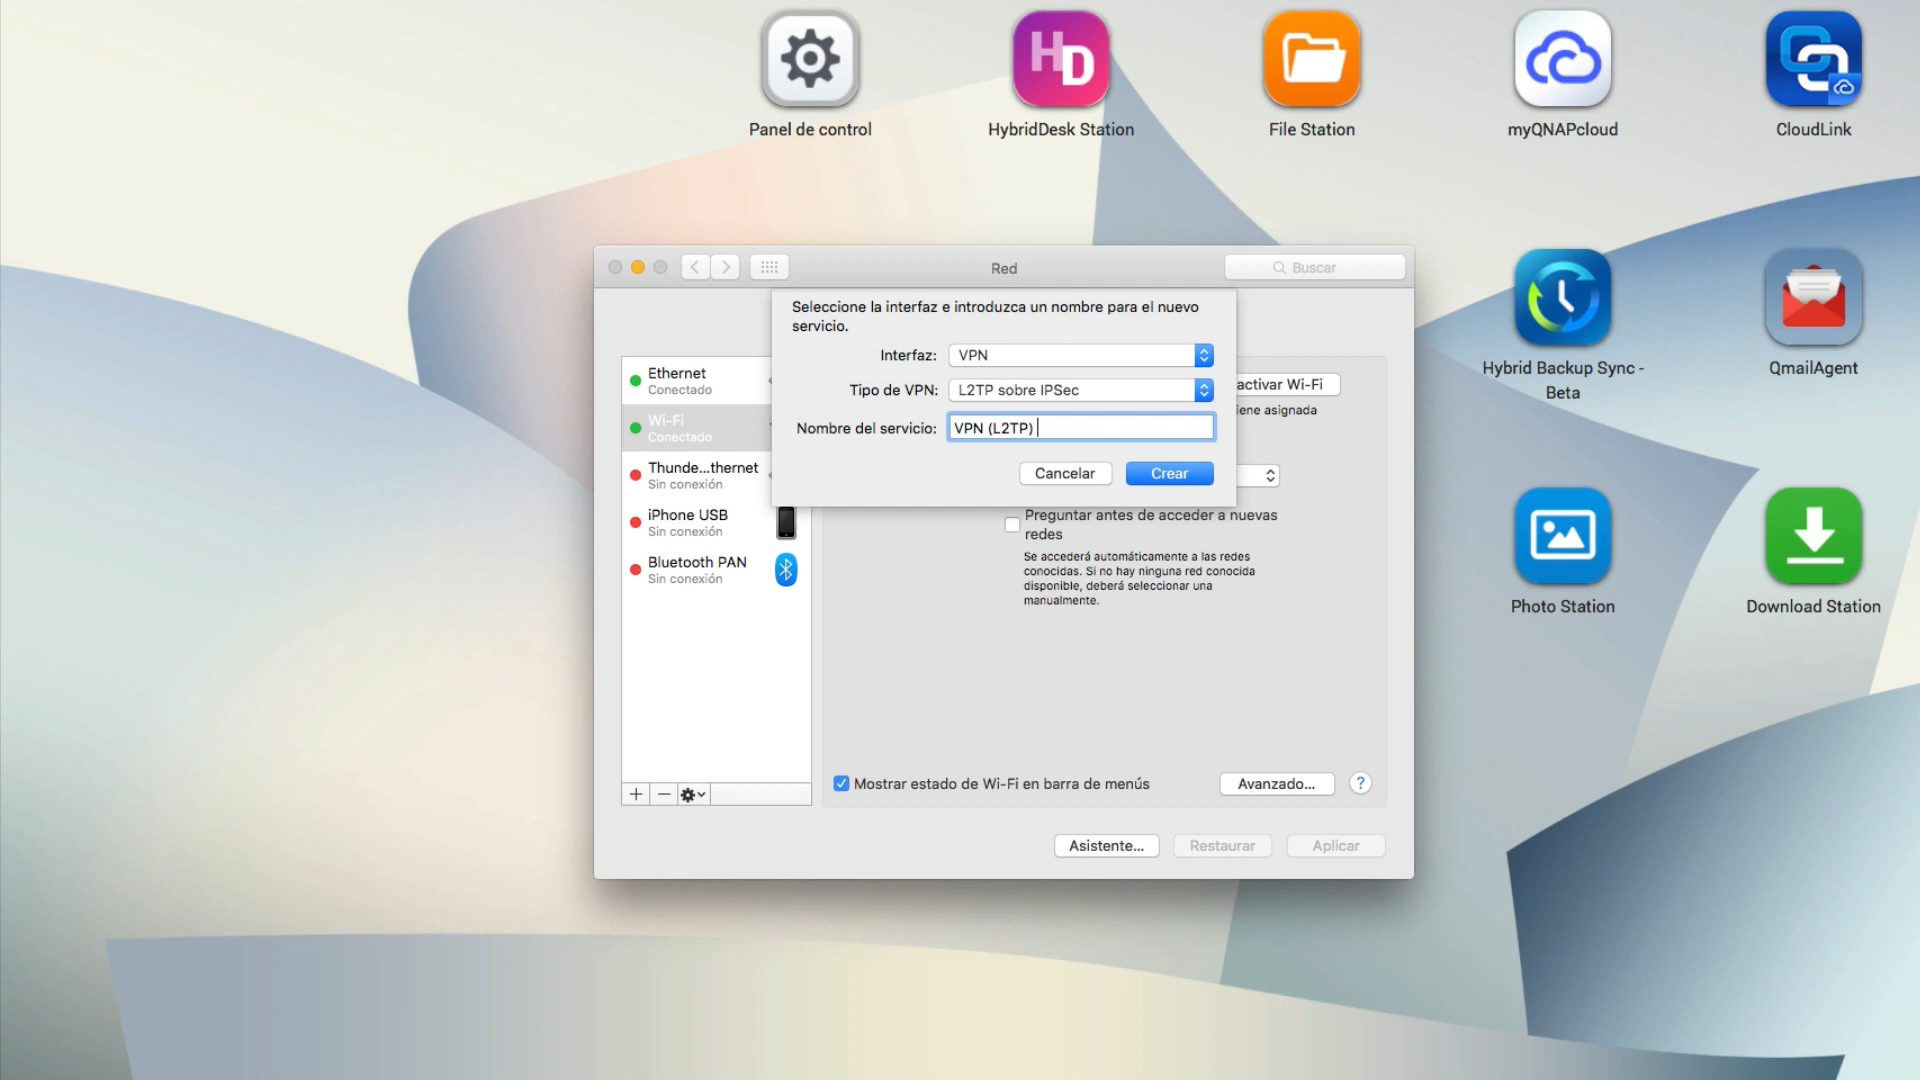 HD
Panel de control
HybridDesk Station
File Station
myQNAPcloud
CloudLink
Red
Buscar
Seleccione la interfaz e introduzca un nombre para el nuevo
servicio.
Interfaz: VPN
Tipo de VPN: L2TP sobre IPSec
Nombre del servicio: VPN (L2TP)
Cancelar
Crear
Ethernet
Conectado
Wi-Fi
Conectado
Thunde...thernet
Sin conexión
iPhone USB
Sin conexión
Bluetooth PAN
Sin conexión
activar Wi-Fi
iene asignada
Preguntar antes de acceder a nuevas
redes
Se accederá automáticamente a las redes
conocidas. Si no hay ninguna red conocida
disponible, deberá seleccionar una
manualmente.
Mostrar estado de Wi-Fi en barra de menús
Avanzado...
?
Asistente...
Restaurar
Aplicar
Hybrid Backup Sync -
Beta
QmailAgent
Photo Station
Download Station